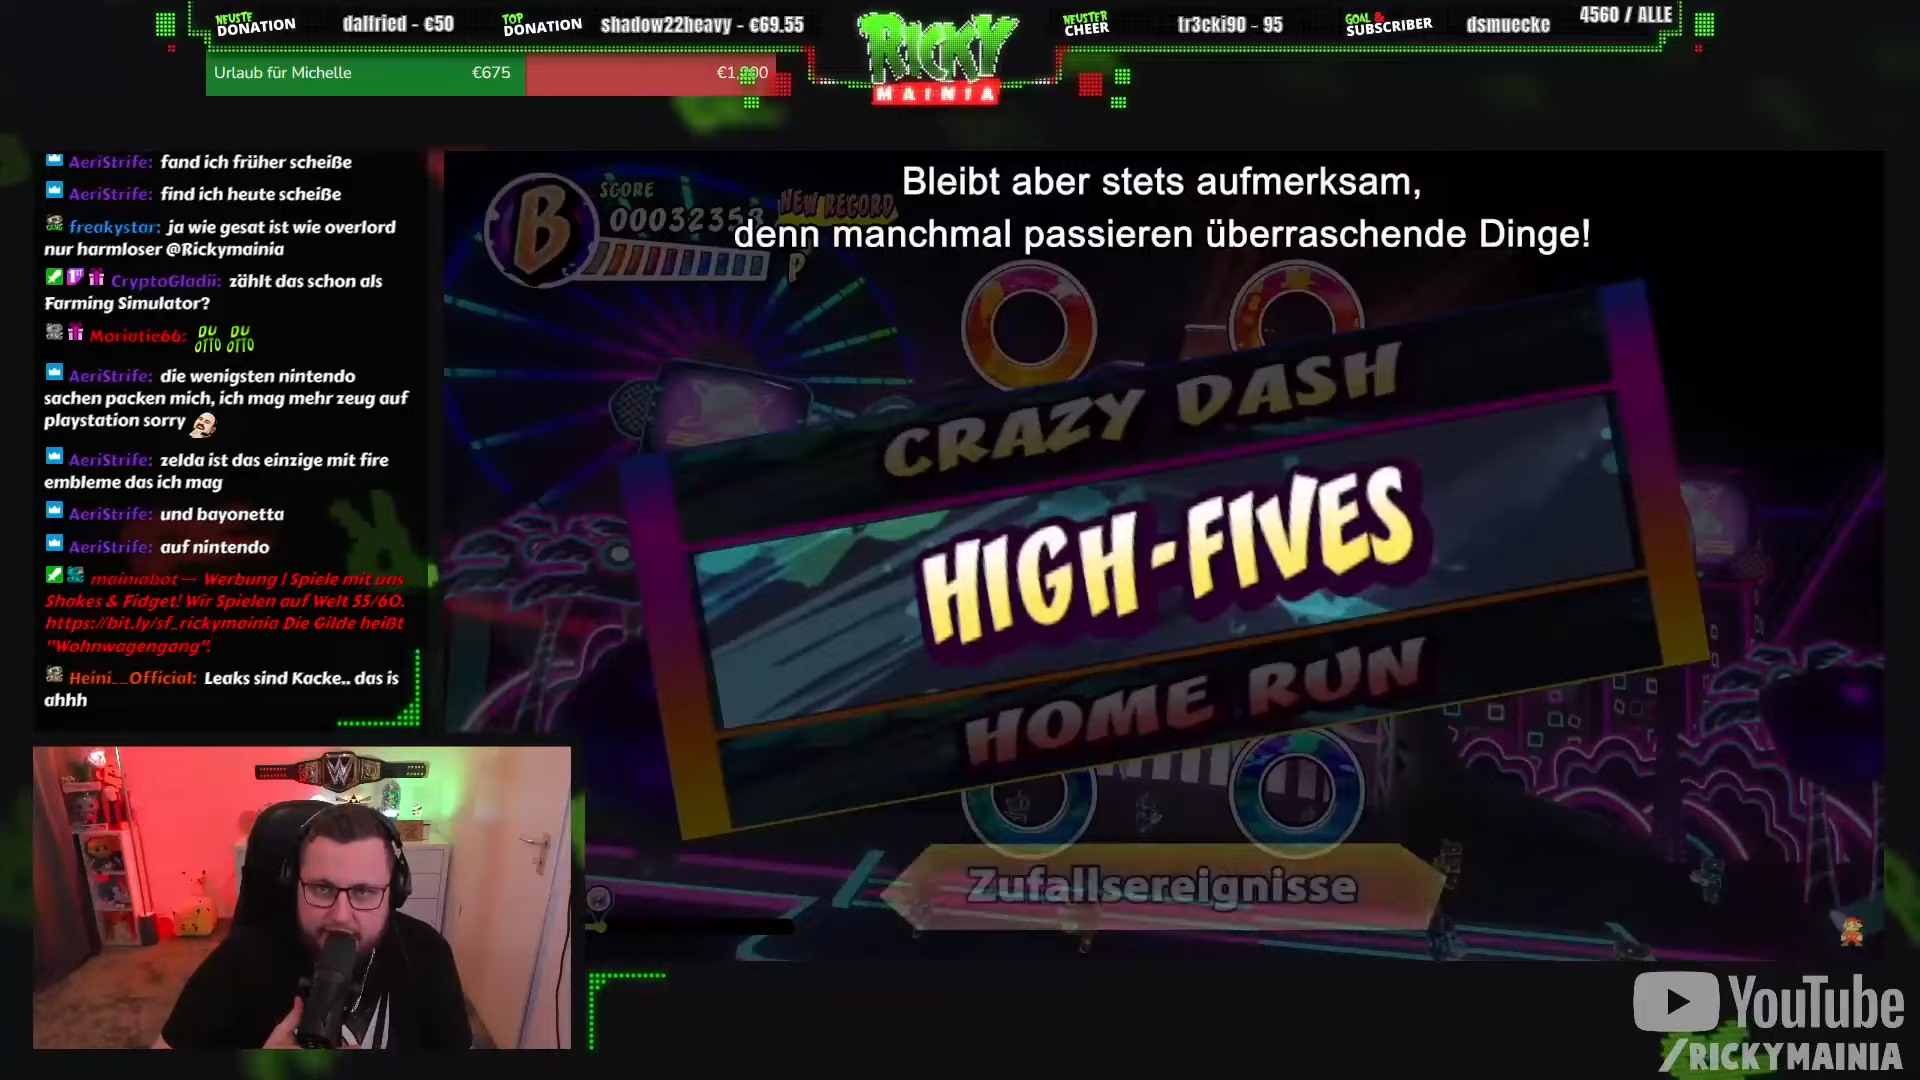 NEUSTE
DONATION
dalfried - €50
TOP
DONATION
shadow22heavy - €69.55
RICKY
MAINIA
NEUSTER
CHEER
tr3cki90 - 95
GOAL & 
SUBSCRIBER
dsmuecke
4560 / ALLE
Urlaub für Michelle
€675
AeriStrife: fand ich früher scheiße
AeriStrife: find ich heute scheiße
freakystar: ja wie gesat ist wie overlord
nur harmloser @Rickymainia
CryptoGladii: zählt das schon als
Farming Simulator?
Moriatie66: DU OTTO DU OTTO
AeriStrife: die wenigsten nintendo
sachen packen mich, ich mag mehr zeug auf
playstation sorry
AeriStrife: zelda ist das einzige mit fire
embleme das ich mag
AeriStrife: und bayonetta
AeriStrife: auf nintendo
mainiabot — Werbung | Spiele mit uns
Shakes & Fidget! Wir Spielen auf Welt 55/60.
https://bit.ly/sf_rickymainia Die Gilde heißt
"Wohnwagengang".
Heini__Official: Leaks sind Kacke.. das is
ahhh
B
SCORE
00032353
NEW RECORD
P
Bleibt aber stets aufmerksam,
denn manchmal passieren überraschende Dinge!
CRAZY DASH
HIGH-FIVES
HOME RUN
Zufallsereignisse
YouTube
/RICKYMAINIA